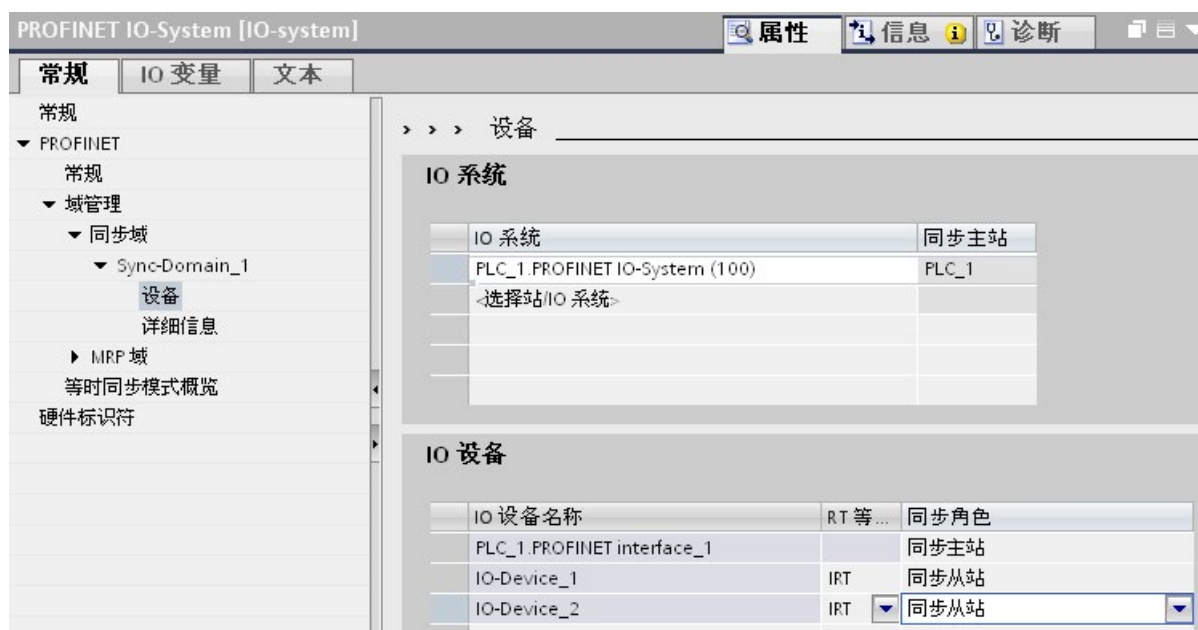 PROFINET IO-System [IO-system]
属性
信息
诊断
常规
IO 变量
文本
常规
PROFINET
常规
域管理
同步域
Sync-Domain_1
设备
详细信息
MRP 域
等时同步模式概览
硬件标识符
> > > 设备
IO 系统
IO 系统 同步主站
PLC_1.PROFINET IO-System (100) PLC_1
<选择站/IO 系统>
IO 设备
IO 设备名称 RT 等... 同步角色
PLC_1.PROFINET interface_1 同步主站
IO-Device_1 IRT 同步从站
IO-Device_2 IRT 同步从站